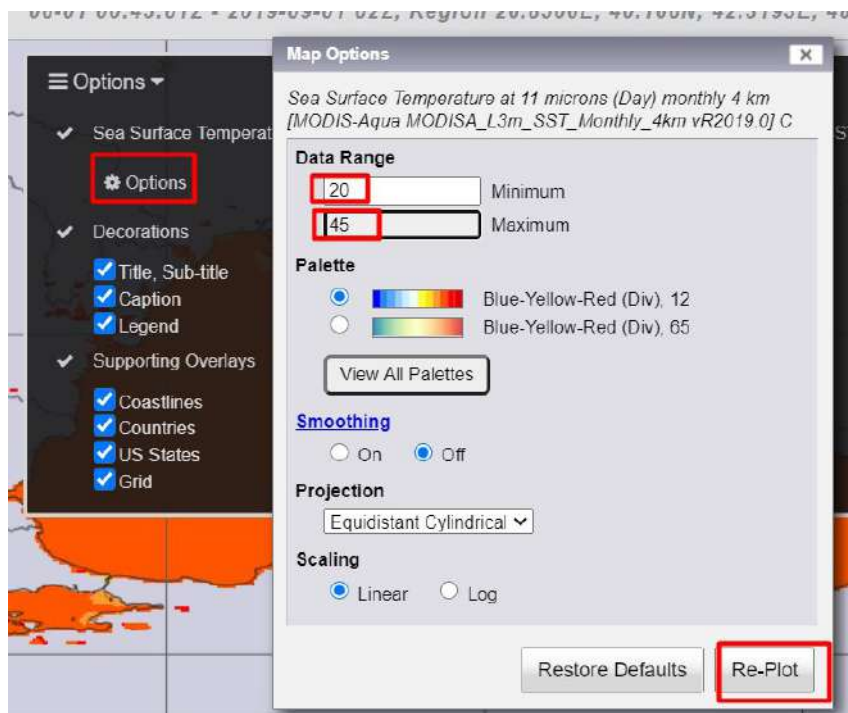 Map Options
Options
Sea Surface Temperature at 11 microns (Day) monthly 4 km
[MODIS-Aqua MODISA_L3m_SST_Monthly_4km vR2019.0] C
Sea Surface Temperat
Options
Data Range
20 Minimum
45 Maximum
Decorations
Title, Sub-title
Caption
Legend
Palette
Blue-Yellow-Red (Div), 12
Blue-Yellow-Red (Div), 65
View All Palettes
Supporting Overlays
Coastlines
Countries
US States
Grid
Smoothing
On Off
Projection
Equidistant Cylindrical
Scaling
Linear Log
Restore Defaults Re-Plot